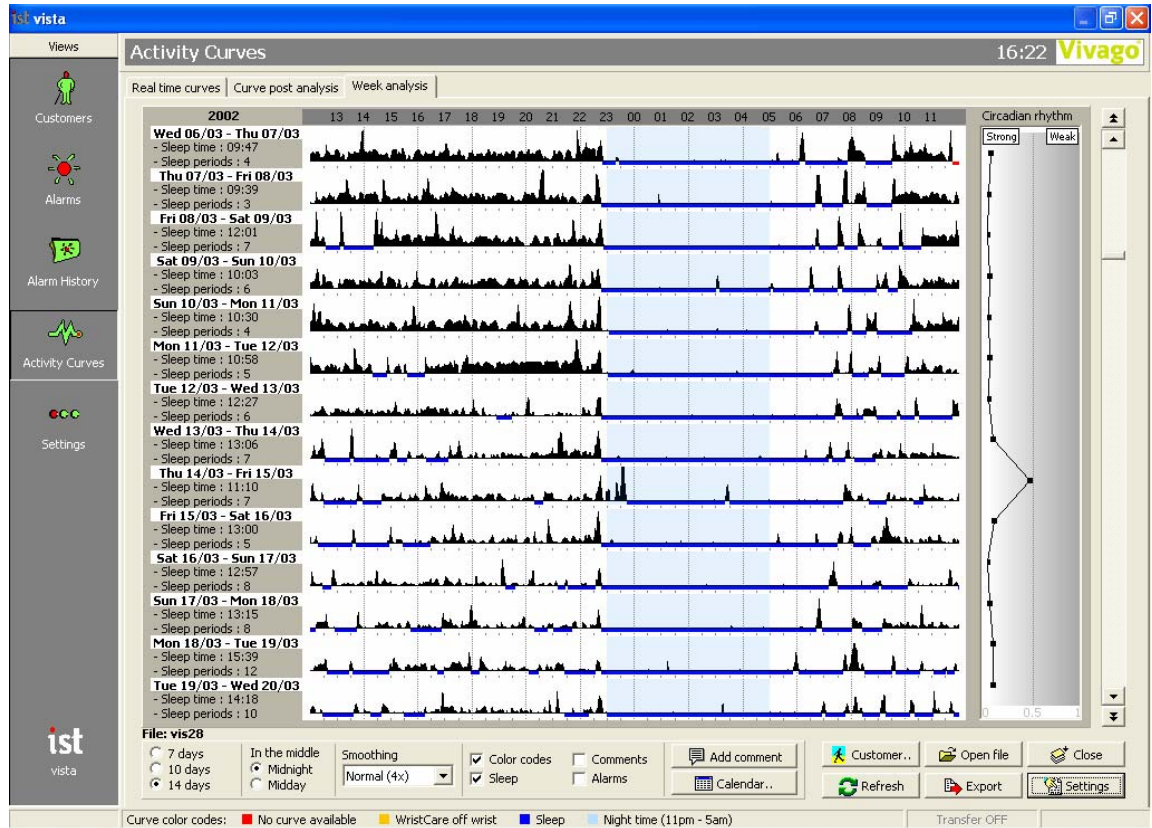 ist vista
Views
Activity Curves
16:22 Vivago
Customers
Alarms
Alarm History
Activity Curves
Settings
ist
vista
Real time curves
Curve post analysis
Week analysis
2002 13 14 15 16 17 18 19 20 21 22 23 00 01 02 03 04 05 06 07 08 09 10 11 Circadian rhythm
Strong Weak
Wed 06/03 - Thu 07/03
- Sleep time : 09:47
- Sleep periods : 4
Thu 07/03 - Fri 08/03
- Sleep time : 09:39
- Sleep periods : 3
Fri 08/03 - Sat 09/03
- Sleep time : 12:01
- Sleep periods : 7
Sat 09/03 - Sun 10/03
- Sleep time : 10:03
- Sleep periods : 6
Sun 10/03 - Mon 11/03
- Sleep time : 10:30
- Sleep periods : 4
Mon 11/03 - Tue 12/03
- Sleep time : 10:58
- Sleep periods : 5
Tue 12/03 - Wed 13/03
- Sleep time : 12:27
- Sleep periods : 6
Wed 13/03 - Thu 14/03
- Sleep time : 13:06
- Sleep periods : 7
Thu 14/03 - Fri 15/03
- Sleep time : 11:10
- Sleep periods : 7
Fri 15/03 - Sat 16/03
- Sleep time : 13:00
- Sleep periods : 5
Sat 16/03 - Sun 17/03
- Sleep time : 12:57
- Sleep periods : 8
Sun 17/03 - Mon 18/03
- Sleep time : 13:15
- Sleep periods : 8
Mon 18/03 - Tue 19/03
- Sleep time : 15:39
- Sleep periods : 12
Tue 19/03 - Wed 20/03
- Sleep time : 14:18
- Sleep periods : 10
0 0.5 1
File: vis28
7 days
10 days
14 days
In the middle
Midnight
Midday
Smoothing
Normal (4x)
Color codes
Sleep
Comments
Alarms
Add comment
Calendar..
Customer..
Open file
Close
Refresh
Export
Settings
Curve color codes: No curve available WristCare off wrist Sleep Night time (11pm - 5am) Transfer OFF